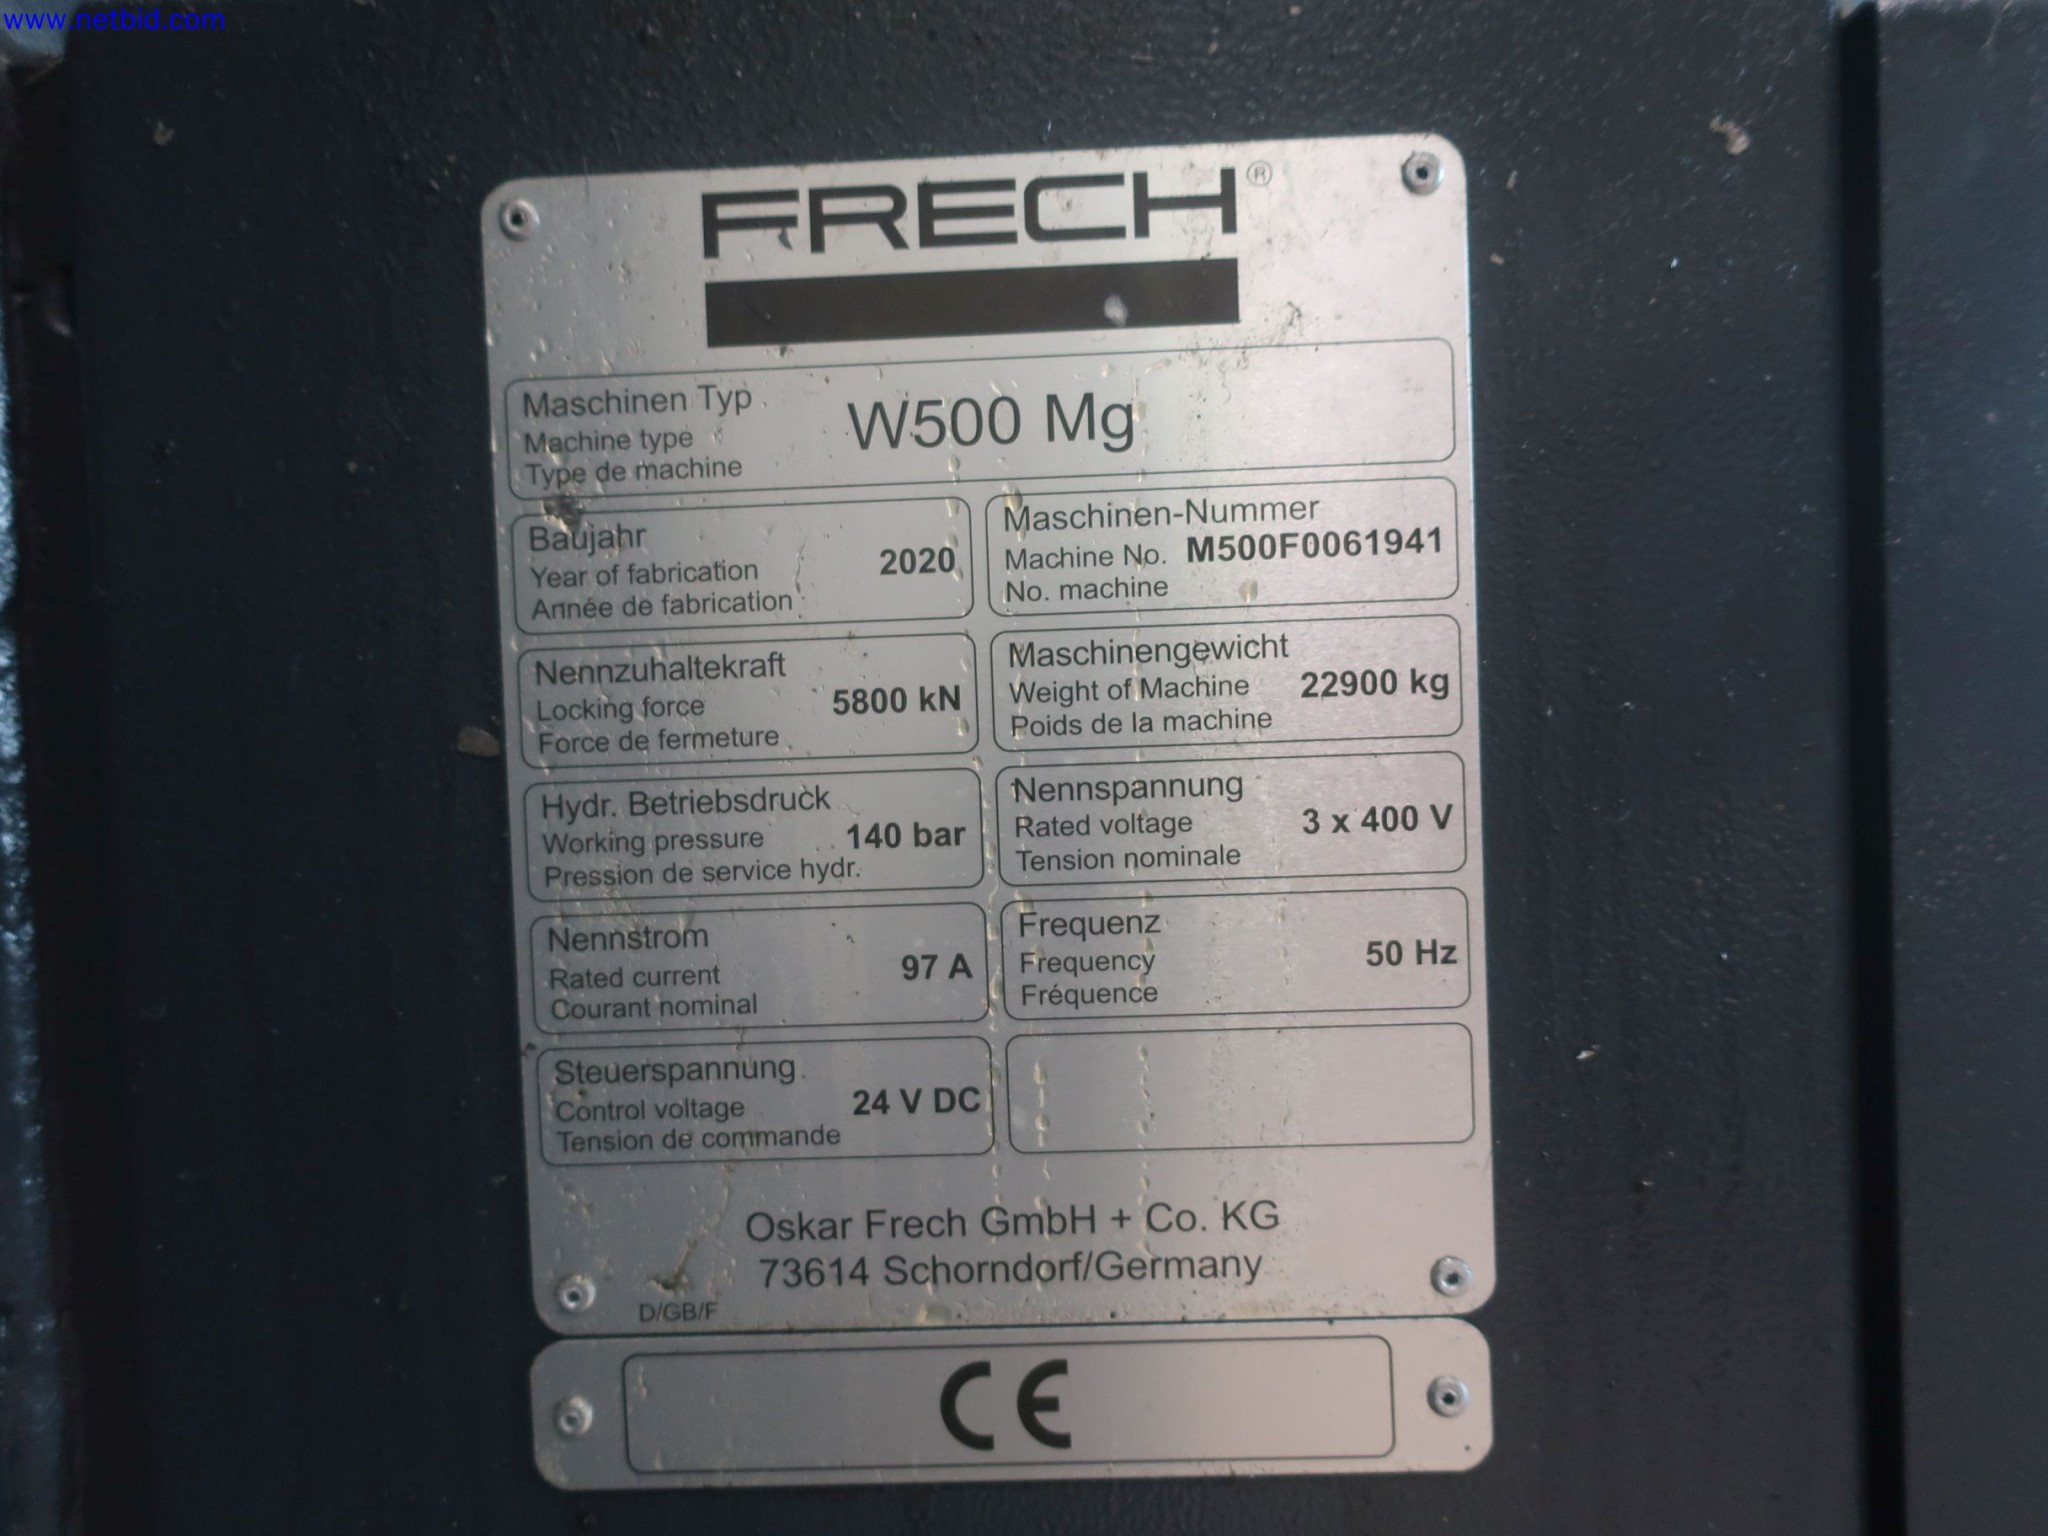 www.netbid.com
FRECH®
Maschinen Typ
Machine type
Type de machine
W500 Mg
Baujahr
Year of fabrication
Année de fabrication
2020
Maschinen-Nummer
Machine No.
No. machine
M500F0061941
Nennzuhaltekraft
Locking force
Force de fermeture
5800 kN
Maschinengewicht
Weight of Machine
Poids de la machine
22900 kg
Hydr. Betriebsdruck
Working pressure
Pression de service hydr.
140 bar
Nennspannung
Rated voltage
Tension nominale
3 x 400 V
Nennstrom
Rated current
Courant nominal
97 A
Frequenz
Frequency
Fréquence
50 Hz
Steuerspannung
Control voltage
Tension de commande
24 V DC
Oskar Frech GmbH + Co. KG
73614 Schorndorf/Germany
D/GB/F
CE